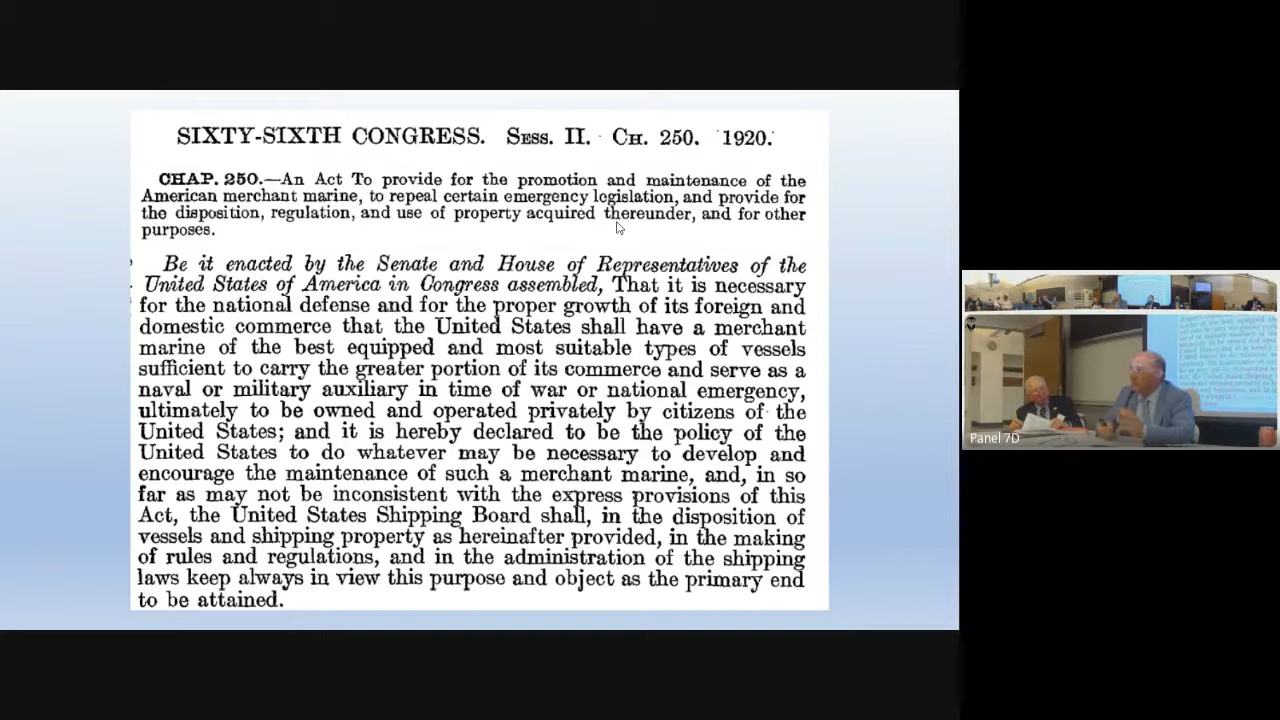 SIXTY-SIXTH CONGRESS. SESS. II. CH. 250. 1920.
CHAP. 250.—An Act To provide for the promotion and maintenance of the
American merchant marine, to repeal certain emergency legislation, and provide for
the disposition, regulation, and use of property acquired thereunder, and for other
purposes.
Be it enacted by the Senate and House of Representatives of the
United States of America in Congress assembled, That it is necessary
for the national defense and for the proper growth of its foreign and
domestic commerce that the United States shall have a merchant
marine of the best equipped and most suitable types of vessels
sufficient to carry the greater portion of its commerce and serve as a
naval or military auxiliary in time of war or national emergency,
ultimately to be owned and operated privately by citizens of the
United States; and it is hereby declared to be the policy of the
United States to do whatever may be necessary to develop and
encourage the maintenance of such a merchant marine, and, in so
far as may not be inconsistent with the express provisions of this
Act, the United States Shipping Board shall, in the disposition of
vessels and shipping property as hereinafter provided, in the making
of rules and regulations, and in the administration of the shipping
laws keep always in view this purpose and object as the primary end
to be attained.
Panel 7D